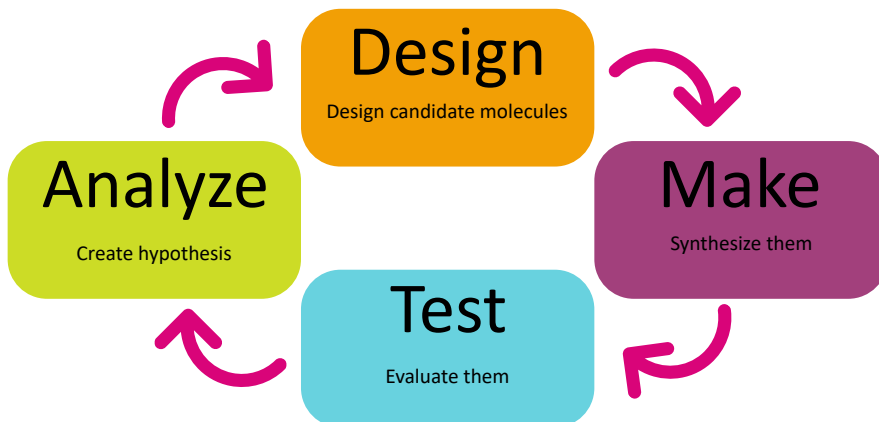 Design
Design candidate molecules
Make
Synthesize them
Test
Evaluate them
Analyze
Create hypothesis